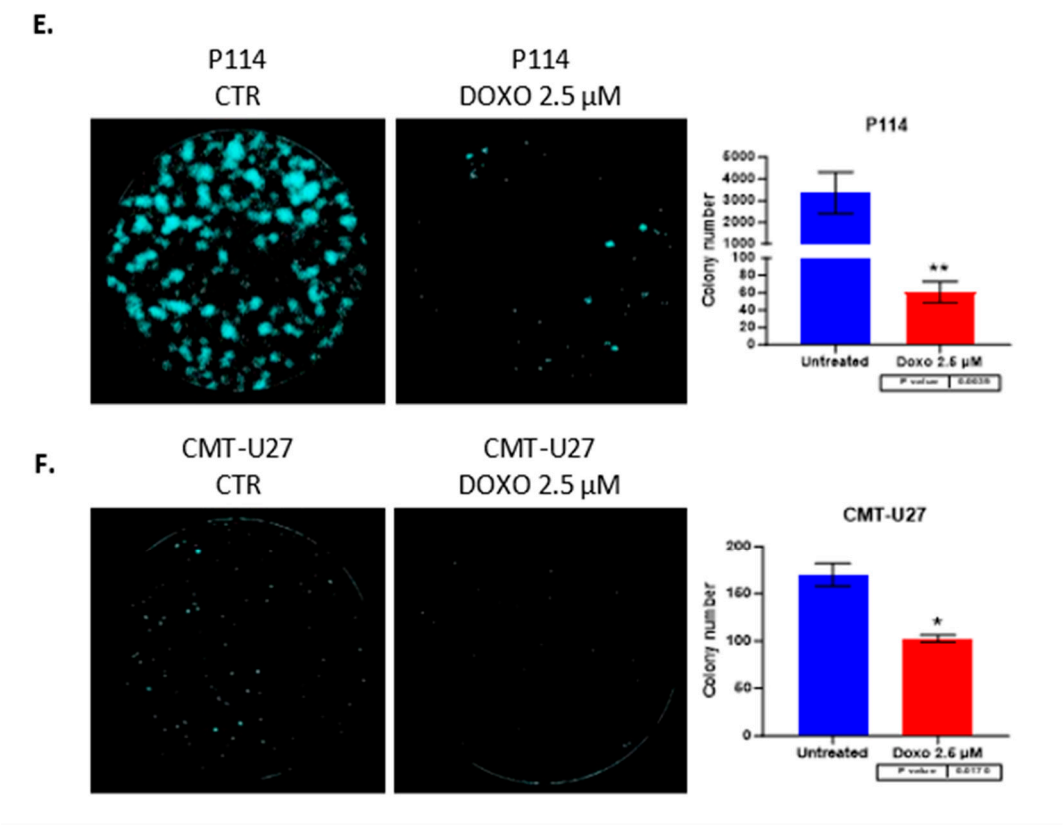 E.
P114
CTR
P114
DOXO 2.5 µM
P114
Colony number
5000
4000
3000
2000
1000
100
80
60
40
20
0
**
Untreated
Doxo 2.5 µM
P value
F.
CMT-U27
CTR
CMT-U27
DOXO 2.5 µM
CMT-U27
Colony number
200
150
100
50
0
*
Untreated
Doxo 2.5 µM
P value